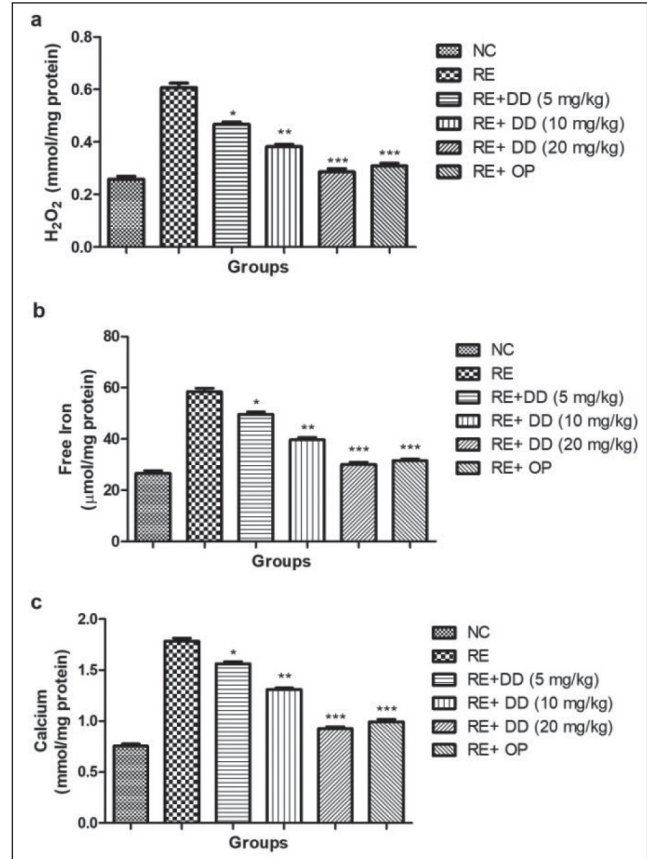 a
H₂O₂ (mmol/mg protein)
0.8
0.6
0.4
0.2
0.0
*
**
***
***
Groups
NC
RE
RE+DD (5 mg/kg)
RE+ DD (10 mg/kg)
RE+ DD (20 mg/kg)
RE+ OP
b
Free Iron
(µmol/mg protein)
80
60
40
20
0
*
**
***
***
Groups
NC
RE
RE+DD (5 mg/kg)
RE+ DD (10 mg/kg)
RE+ DD (20 mg/kg)
RE+ OP
c
Calcium
(mmol/mg protein)
2.0
1.5
1.0
0.5
0.0
*
**
***
***
Groups
NC
RE
RE+DD (5 mg/kg)
RE+ DD (10 mg/kg)
RE+ DD (20 mg/kg)
RE+ OP